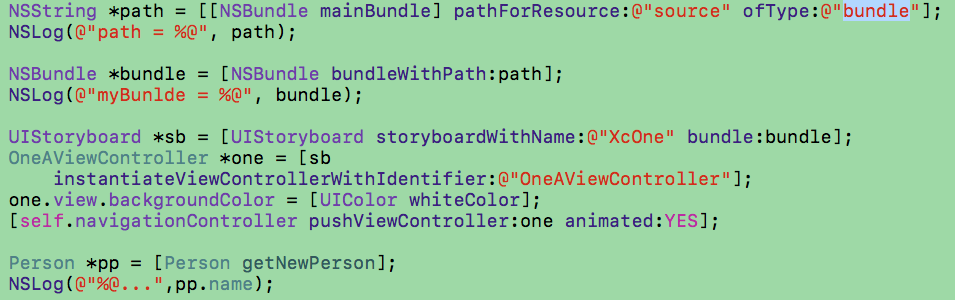 NSString *path = [[NSBundle mainBundle] pathForResource:@"source" ofType:@"bundle"];
NSLog(@"path = %@", path);
NSBundle *bundle = [NSBundle bundleWithPath:path];
NSLog(@"myBunlde = %@", bundle);
UIStoryboard *sb = [UIStoryboard storyboardWithName:@"XcOne" bundle:bundle];
OneAViewController *one = [sb
instantiateViewControllerWithIdentifier:@"OneAViewController"];
one.view.backgroundColor = [UIColor whiteColor];
[self.navigationController pushViewController:one animated:YES];
Person *pp = [Person getNewPerson];
NSLog(@"%@...",pp.name);